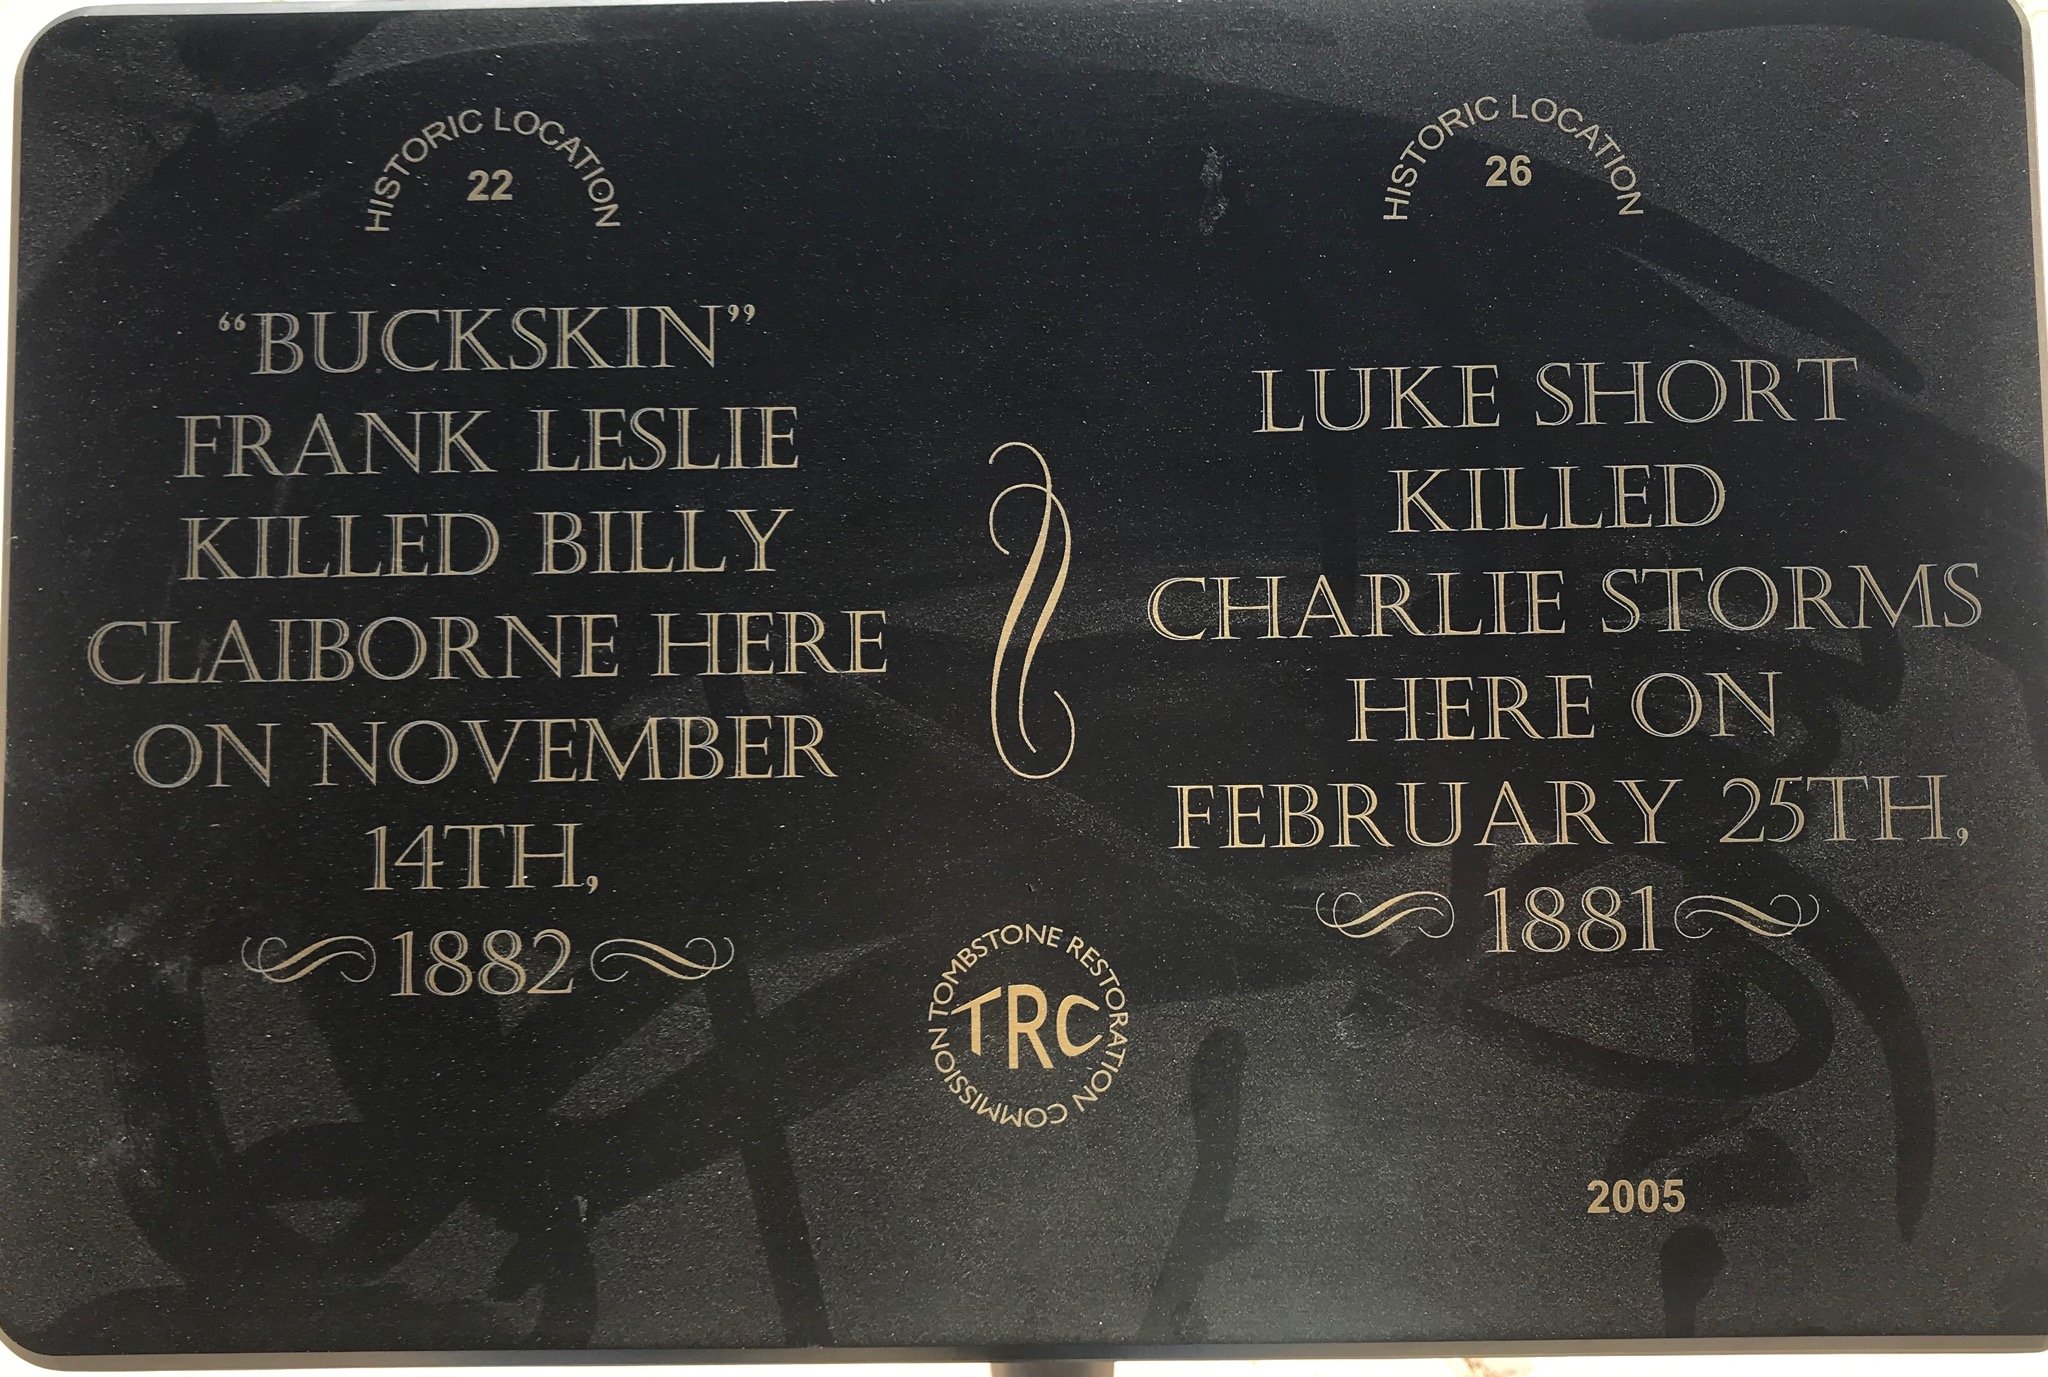 HISTORIC LOCATION
22
“BUCKSKIN”
FRANK LESLIE
KILLED BILLY
CLAIBORNE HERE
ON NOVEMBER
14TH,
1882
HISTORIC LOCATION
26
LUKE SHORT
KILLED
CHARLIE STORMS
HERE ON
FEBRUARY 25TH,
1881
TOMBSTONE RESTORATION COMMISSION
TRC
2005